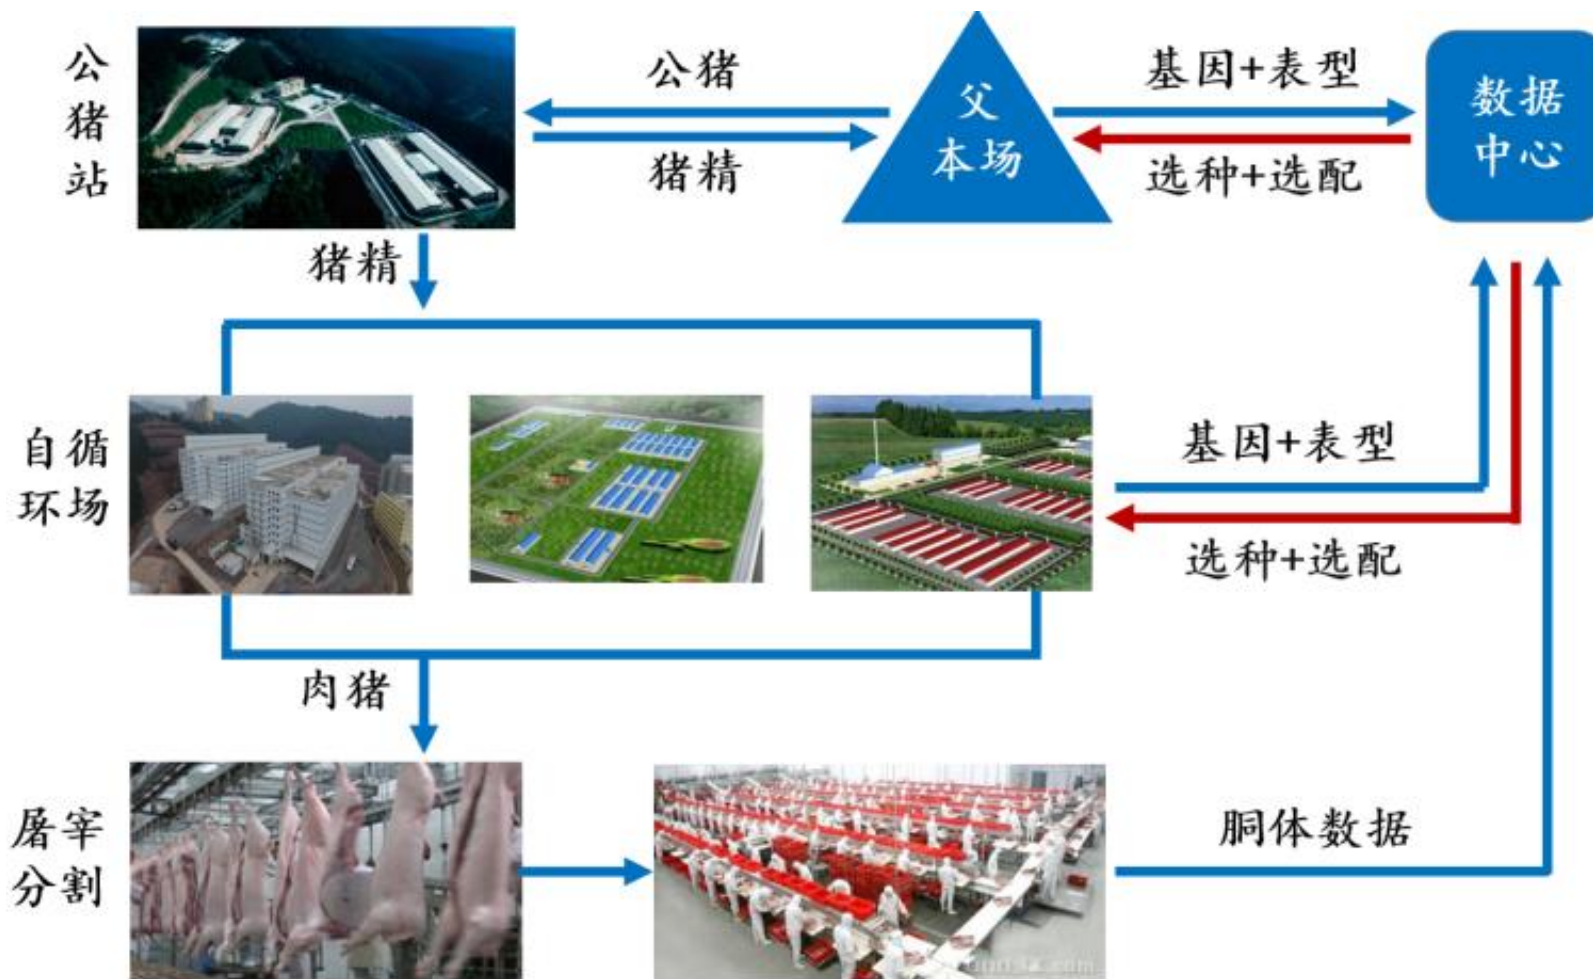 公
猪
站
公猪
猪精
父
本场
基因+表型
选种+选配
数据
中心
猪精
自循
环场
基因+表型
选种+选配
肉猪
屠宰
分割
胴体数据